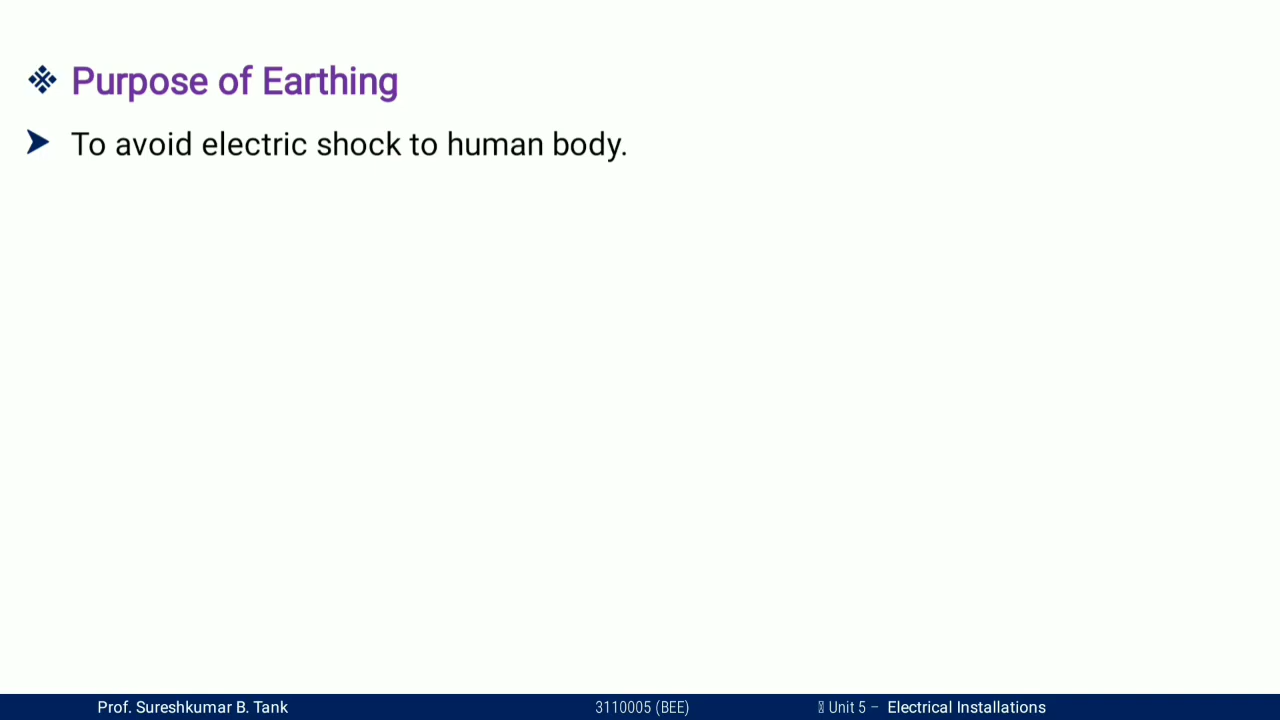 ❖ Purpose of Earthing
➤ To avoid electric shock to human body.
Prof. Sureshkumar B. Tank 3110005 (BEE) Unit 5 – Electrical Installations